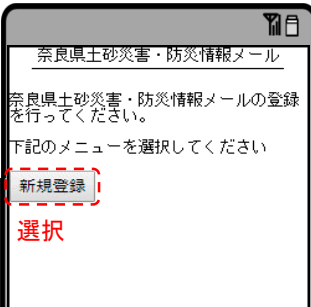 奈良県土砂災害・防災情報メール
奈良県土砂災害・防災情報メールの登録
を行ってください。
下記のメニューを選択してください
新規登録
選択